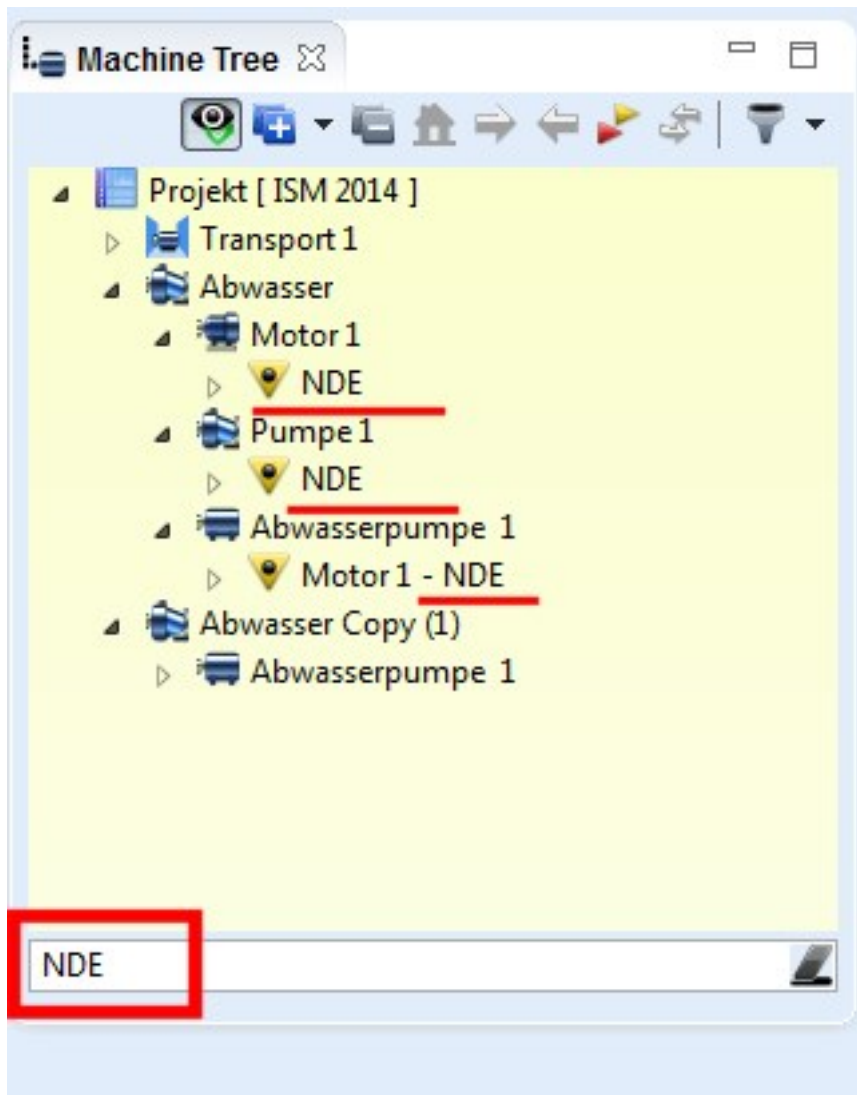 Machine Tree
Projekt [ ISM 2014 ]
Transport 1
Abwasser
Motor 1
NDE
Pumpe 1
NDE
Abwasserpumpe 1
Motor 1 - NDE
Abwasser Copy (1)
Abwasserpumpe 1
NDE